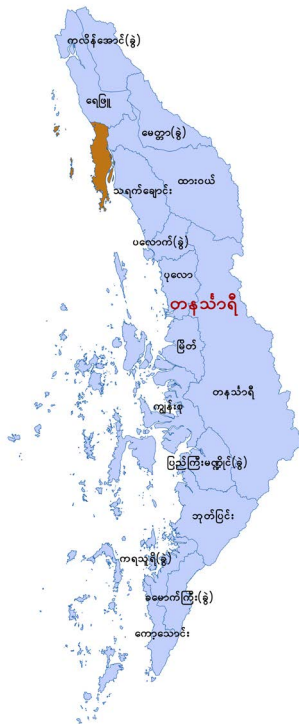 ကလိန်အောင်(ခွဲ)
ရေဖြူ
မေတ္တာ(ခွဲ)
ထားဝယ်
သရက်ချောင်း
ပလောက်(ခွဲ)
ပုလော
တနင်္သာရီ
မြိတ်
တနင်္သာရီ
ကျွန်းစု
ပြည်ကြီးမဏ္ဍိုင်(ခွဲ)
ဘုတ်ပြင်း
ကရသူရိ(ခွဲ)
ခမောက်ကြီး(ခွဲ)
ကော့သောင်း